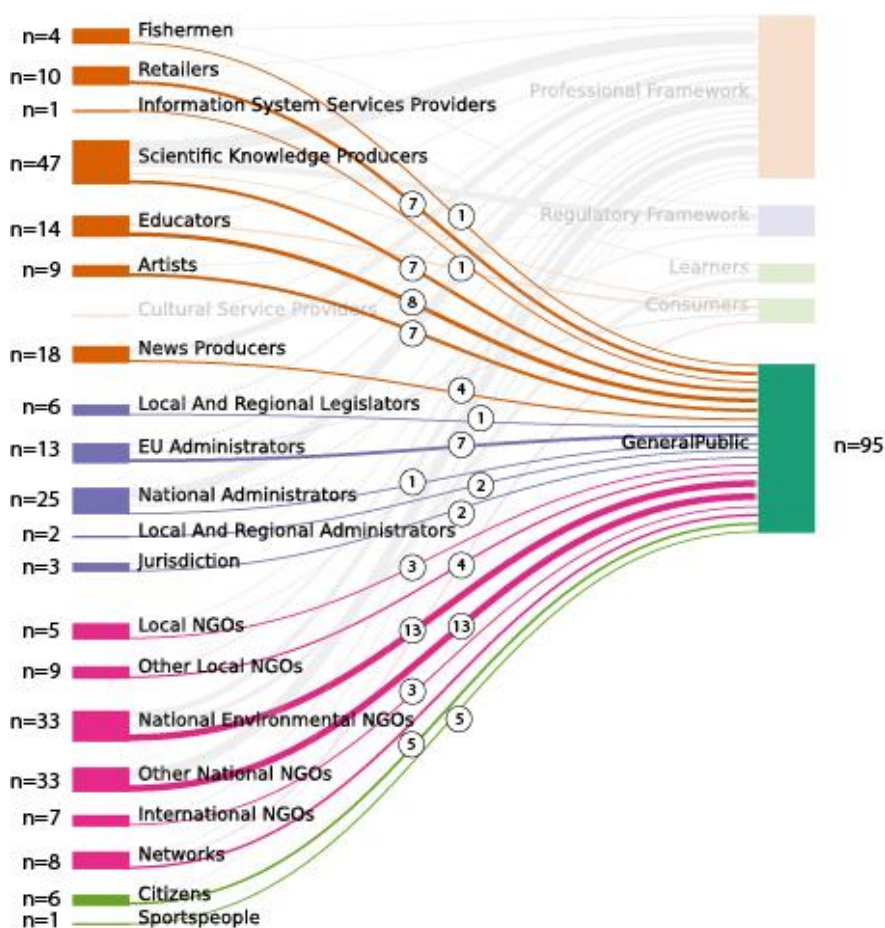 n=4 Fishermen
n=10 Retailers
n=1 Information System Services Providers
n=47 Scientific Knowledge Producers
n=14 Educators
n=9 Artists
Cultural Service Providers
n=18 News Producers
n=6 Local And Regional Legislators
n=13 EU Administrators
n=25 National Administrators
n=2 Local And Regional Administrators
n=3 Jurisdiction
n=5 Local NGOs
n=9 Other Local NGOs
n=33 National Environmental NGOs
n=33 Other National NGOs
n=7 International NGOs
n=8 Networks
n=6 Citizens
n=1 Sportspeople
7
1
7
1
8
7
4
1
7
1
2
2
3
4
13
13
3
5
5
Professional Framework
Regulatory Framework
Learners
Consumers
GeneralPublic
n=95